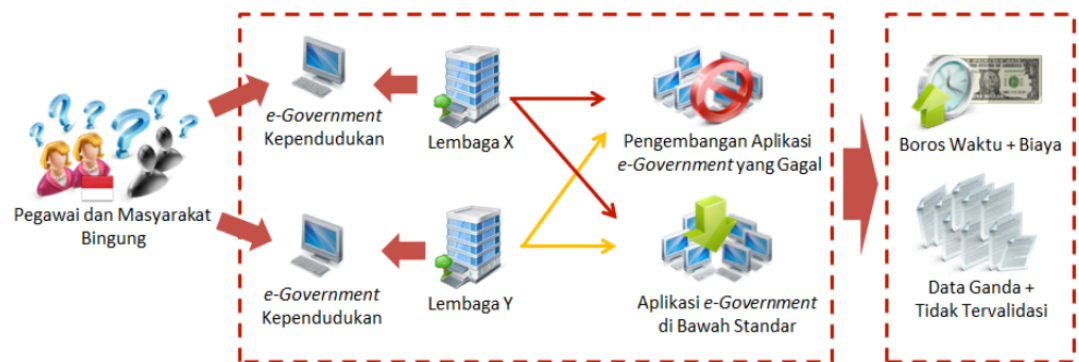 Pegawai dan Masyarakat
Bingung
e-Government
Kependudukan
Lembaga X
e-Government
Kependudukan
Lembaga Y
Pengembangan Aplikasi
e-Government yang Gagal
Aplikasi e-Government
di Bawah Standar
Boros Waktu + Biaya
Data Ganda +
Tidak Tervalidasi